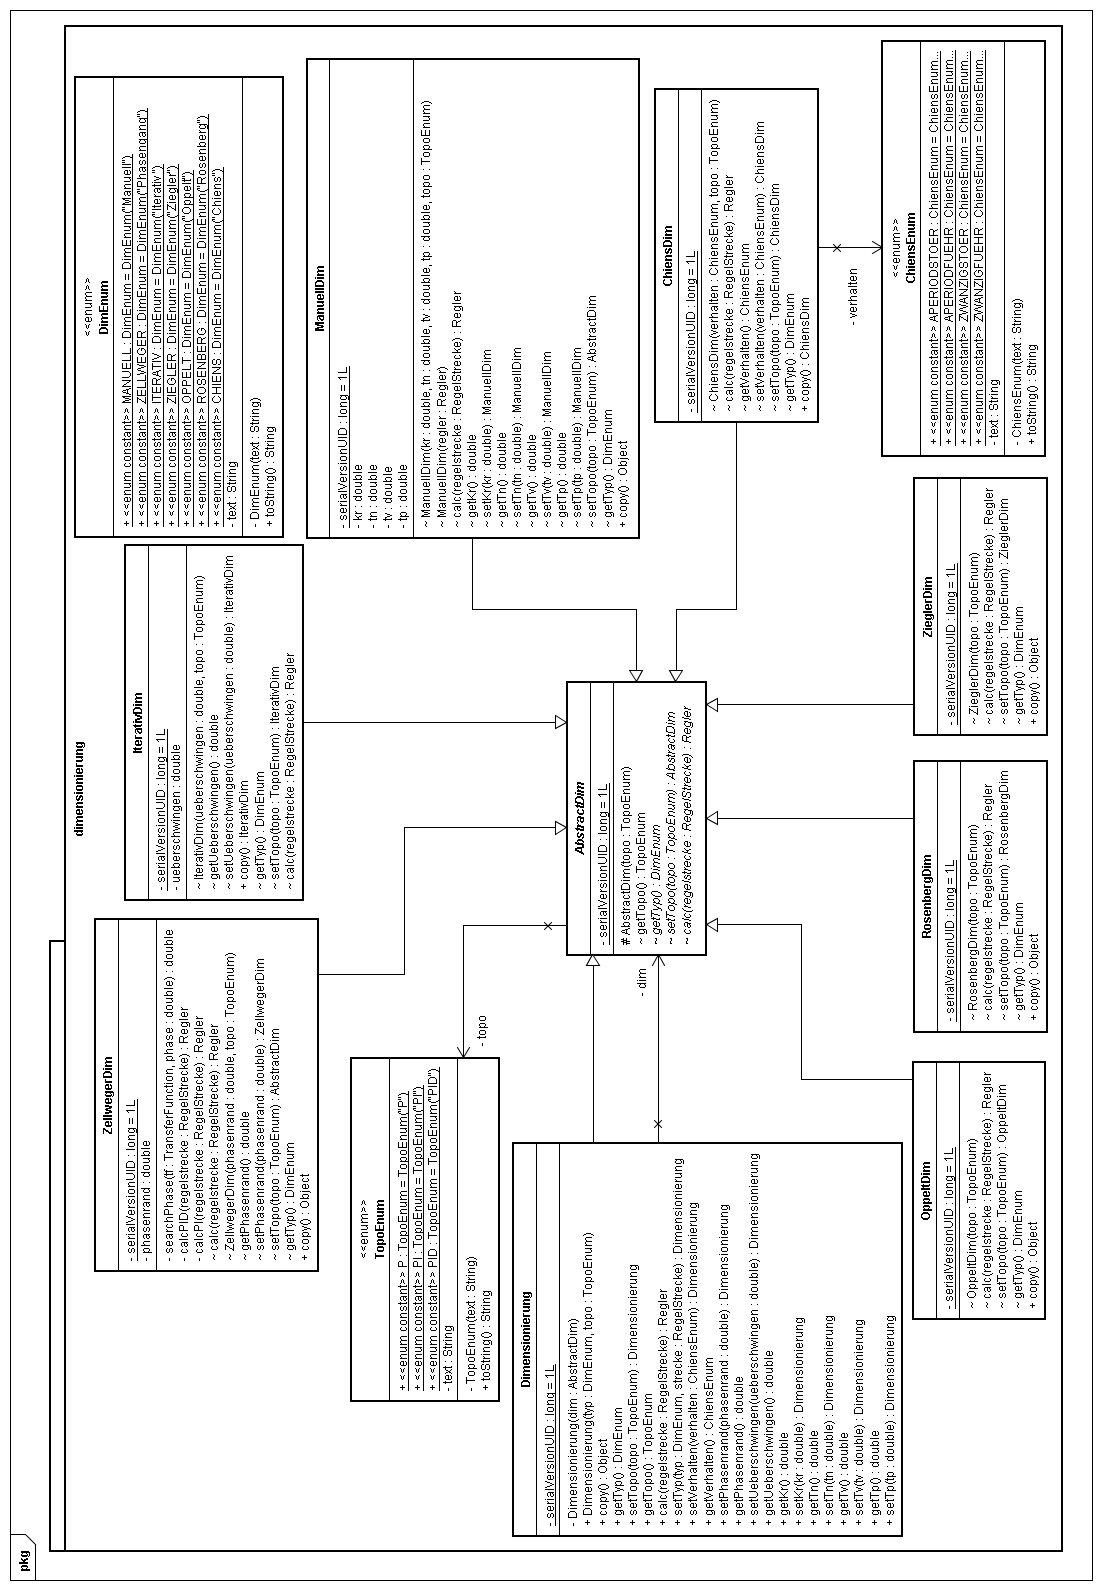 pkg
dimensionierung
ZellwegerDim
- serialVersionUID : long = 1L
- phasenrand : double
- searchPhase(tf : TransferFunction, phase : double) : double
- calcPID(regelstrecke : RegelStrecke) : Regler
- calcPI(regelstrecke : RegelStrecke) : Regler
~ calc(regelstrecke : RegelStrecke) : Regler
~ ZellwegerDim(phasenrand : double, topo : TopoEnum)
~ getPhasenrand() : double
~ setPhasenrand(phasenrand : double) : ZellwegerDim
~ setTopo(topo : TopoEnum) : AbstractDim
~ getTyp() : DimEnum
+ copy() : Object
IterativDim
- serialVersionUID : long = 1L
- ueberschwingen : double
~ IterativDim(ueberschwingen : double, topo : TopoEnum)
~ getUeberschwingen() : double
~ setUeberschwingen(ueberschwingen : double) : IterativDim
+ copy() : IterativDim
~ getTyp() : DimEnum
~ setTopo(topo : TopoEnum) : IterativDim
~ calc(regelstrecke : RegelStrecke) : Regler
<<enum>>
DimEnum
+ <<enum constant>> MANUELL : DimEnum = DimEnum("Manuell")
+ <<enum constant>> ZELLWEGER : DimEnum = DimEnum("Phasengang")
+ <<enum constant>> ITERATIV : DimEnum = DimEnum("Iterativ")
+ <<enum constant>> ZIEGLER : DimEnum = DimEnum("Ziegler")
+ <<enum constant>> OPPELT : DimEnum = DimEnum("Oppelt")
+ <<enum constant>> ROSENBERG : DimEnum = DimEnum("Rosenberg")
+ <<enum constant>> CHIENS : DimEnum = DimEnum("Chiens")
- text : String
- DimEnum(text : String)
+ toString() : String
ManuellDim
- serialVersionUID : long = 1L
- kr : double
- tn : double
- tv : double
- tp : double
~ ManuellDim(kr : double, tn : double, tv : double, tp : double, topo : TopoEnum)
~ ManuellDim(regler : Regler)
~ calc(regelstrecke : RegelStrecke) : Regler
~ getKr() : double
~ setKr(kr : double) : ManuellDim
~ getTn() : double
~ setTn(tn : double) : ManuellDim
~ getTv() : double
~ setTv(tv : double) : ManuellDim
~ getTp() : double
~ setTp(tp : double) : ManuellDim
~ setTopo(topo : TopoEnum) : AbstractDim
~ getTyp() : DimEnum
+ copy() : Object
<<enum>>
TopoEnum
+ <<enum constant>> P : TopoEnum = TopoEnum("P")
+ <<enum constant>> PI : TopoEnum = TopoEnum("PI")
+ <<enum constant>> PID : TopoEnum = TopoEnum("PID")
- text : String
- TopoEnum(text : String)
+ toString() : String
- topo
AbstractDim
- serialVersionUID : long = 1L
# AbstractDim(topo : TopoEnum)
~ getTopo() : TopoEnum
~ getTyp() : DimEnum
~ setTopo(topo : TopoEnum) : AbstractDim
~ calc(regelstrecke : RegelStrecke) : Regler
- dim
ChiensDim
- serialVersionUID : long = 1L
~ ChiensDim(verhalten : ChiensEnum, topo : TopoEnum)
~ calc(regelstrecke : RegelStrecke) : Regler
~ getVerhalten() : ChiensEnum
~ setVerhalten(verhalten : ChiensEnum) : ChiensDim
~ setTopo(topo : TopoEnum) : ChiensDim
~ getTyp() : DimEnum
+ copy() : ChiensDim
- verhalten
<<enum>>
ChiensEnum
+ <<enum constant>> APERIODSTOER : ChiensEnum = ChiensEnum...
+ <<enum constant>> APERIODFUEHR : ChiensEnum = ChiensEnum...
+ <<enum constant>> ZWANZIGSTOER : ChiensEnum = ChiensEnum...
+ <<enum constant>> ZWANZIGFUEHR : ChiensEnum = ChiensEnum...
- text : String
- ChiensEnum(text : String)
+ toString() : String
Dimensionierung
- serialVersionUID : long = 1L
- Dimensionierung(dim : AbstractDim)
+ Dimensionierung(typ : DimEnum, topo : TopoEnum)
+ copy() : Object
+ getTyp() : DimEnum
+ setTopo(topo : TopoEnum) : Dimensionierung
+ getTopo() : TopoEnum
+ calc(regelstrecke : RegelStrecke) : Regler
+ setTyp(typ : DimEnum, strecke : RegelStrecke) : Dimensionierung
+ setVerhalten(verhalten : ChiensEnum) : Dimensionierung
+ getVerhalten() : ChiensEnum
+ setPhasenrand(phasenrand : double) : Dimensionierung
+ getPhasenrand() : double
+ setUeberschwingen(ueberschwingen : double) : Dimensionierung
+ getUeberschwingen() : double
+ getKr() : double
+ setKr(kr : double) : Dimensionierung
+ getTn() : double
+ setTn(tn : double) : Dimensionierung
+ getTv() : double
+ setTv(tv : double) : Dimensionierung
+ getTp() : double
+ setTp(tp : double) : Dimensionierung
OppeltDim
- serialVersionUID : long = 1L
~ OppeltDim(topo : TopoEnum)
~ calc(regelstrecke : RegelStrecke) : Regler
~ setTopo(topo : TopoEnum) : OppeltDim
~ getTyp() : DimEnum
+ copy() : Object
RosenbergDim
- serialVersionUID : long = 1L
~ RosenbergDim(topo : TopoEnum)
~ calc(regelstrecke : RegelStrecke) : Regler
~ setTopo(topo : TopoEnum) : RosenbergDim
~ getTyp() : DimEnum
+ copy() : Object
ZieglerDim
- serialVersionUID : long = 1L
~ ZieglerDim(topo : TopoEnum)
~ calc(regelstrecke : RegelStrecke) : Regler
~ setTopo(topo : TopoEnum) : ZieglerDim
~ getTyp() : DimEnum
+ copy() : Object